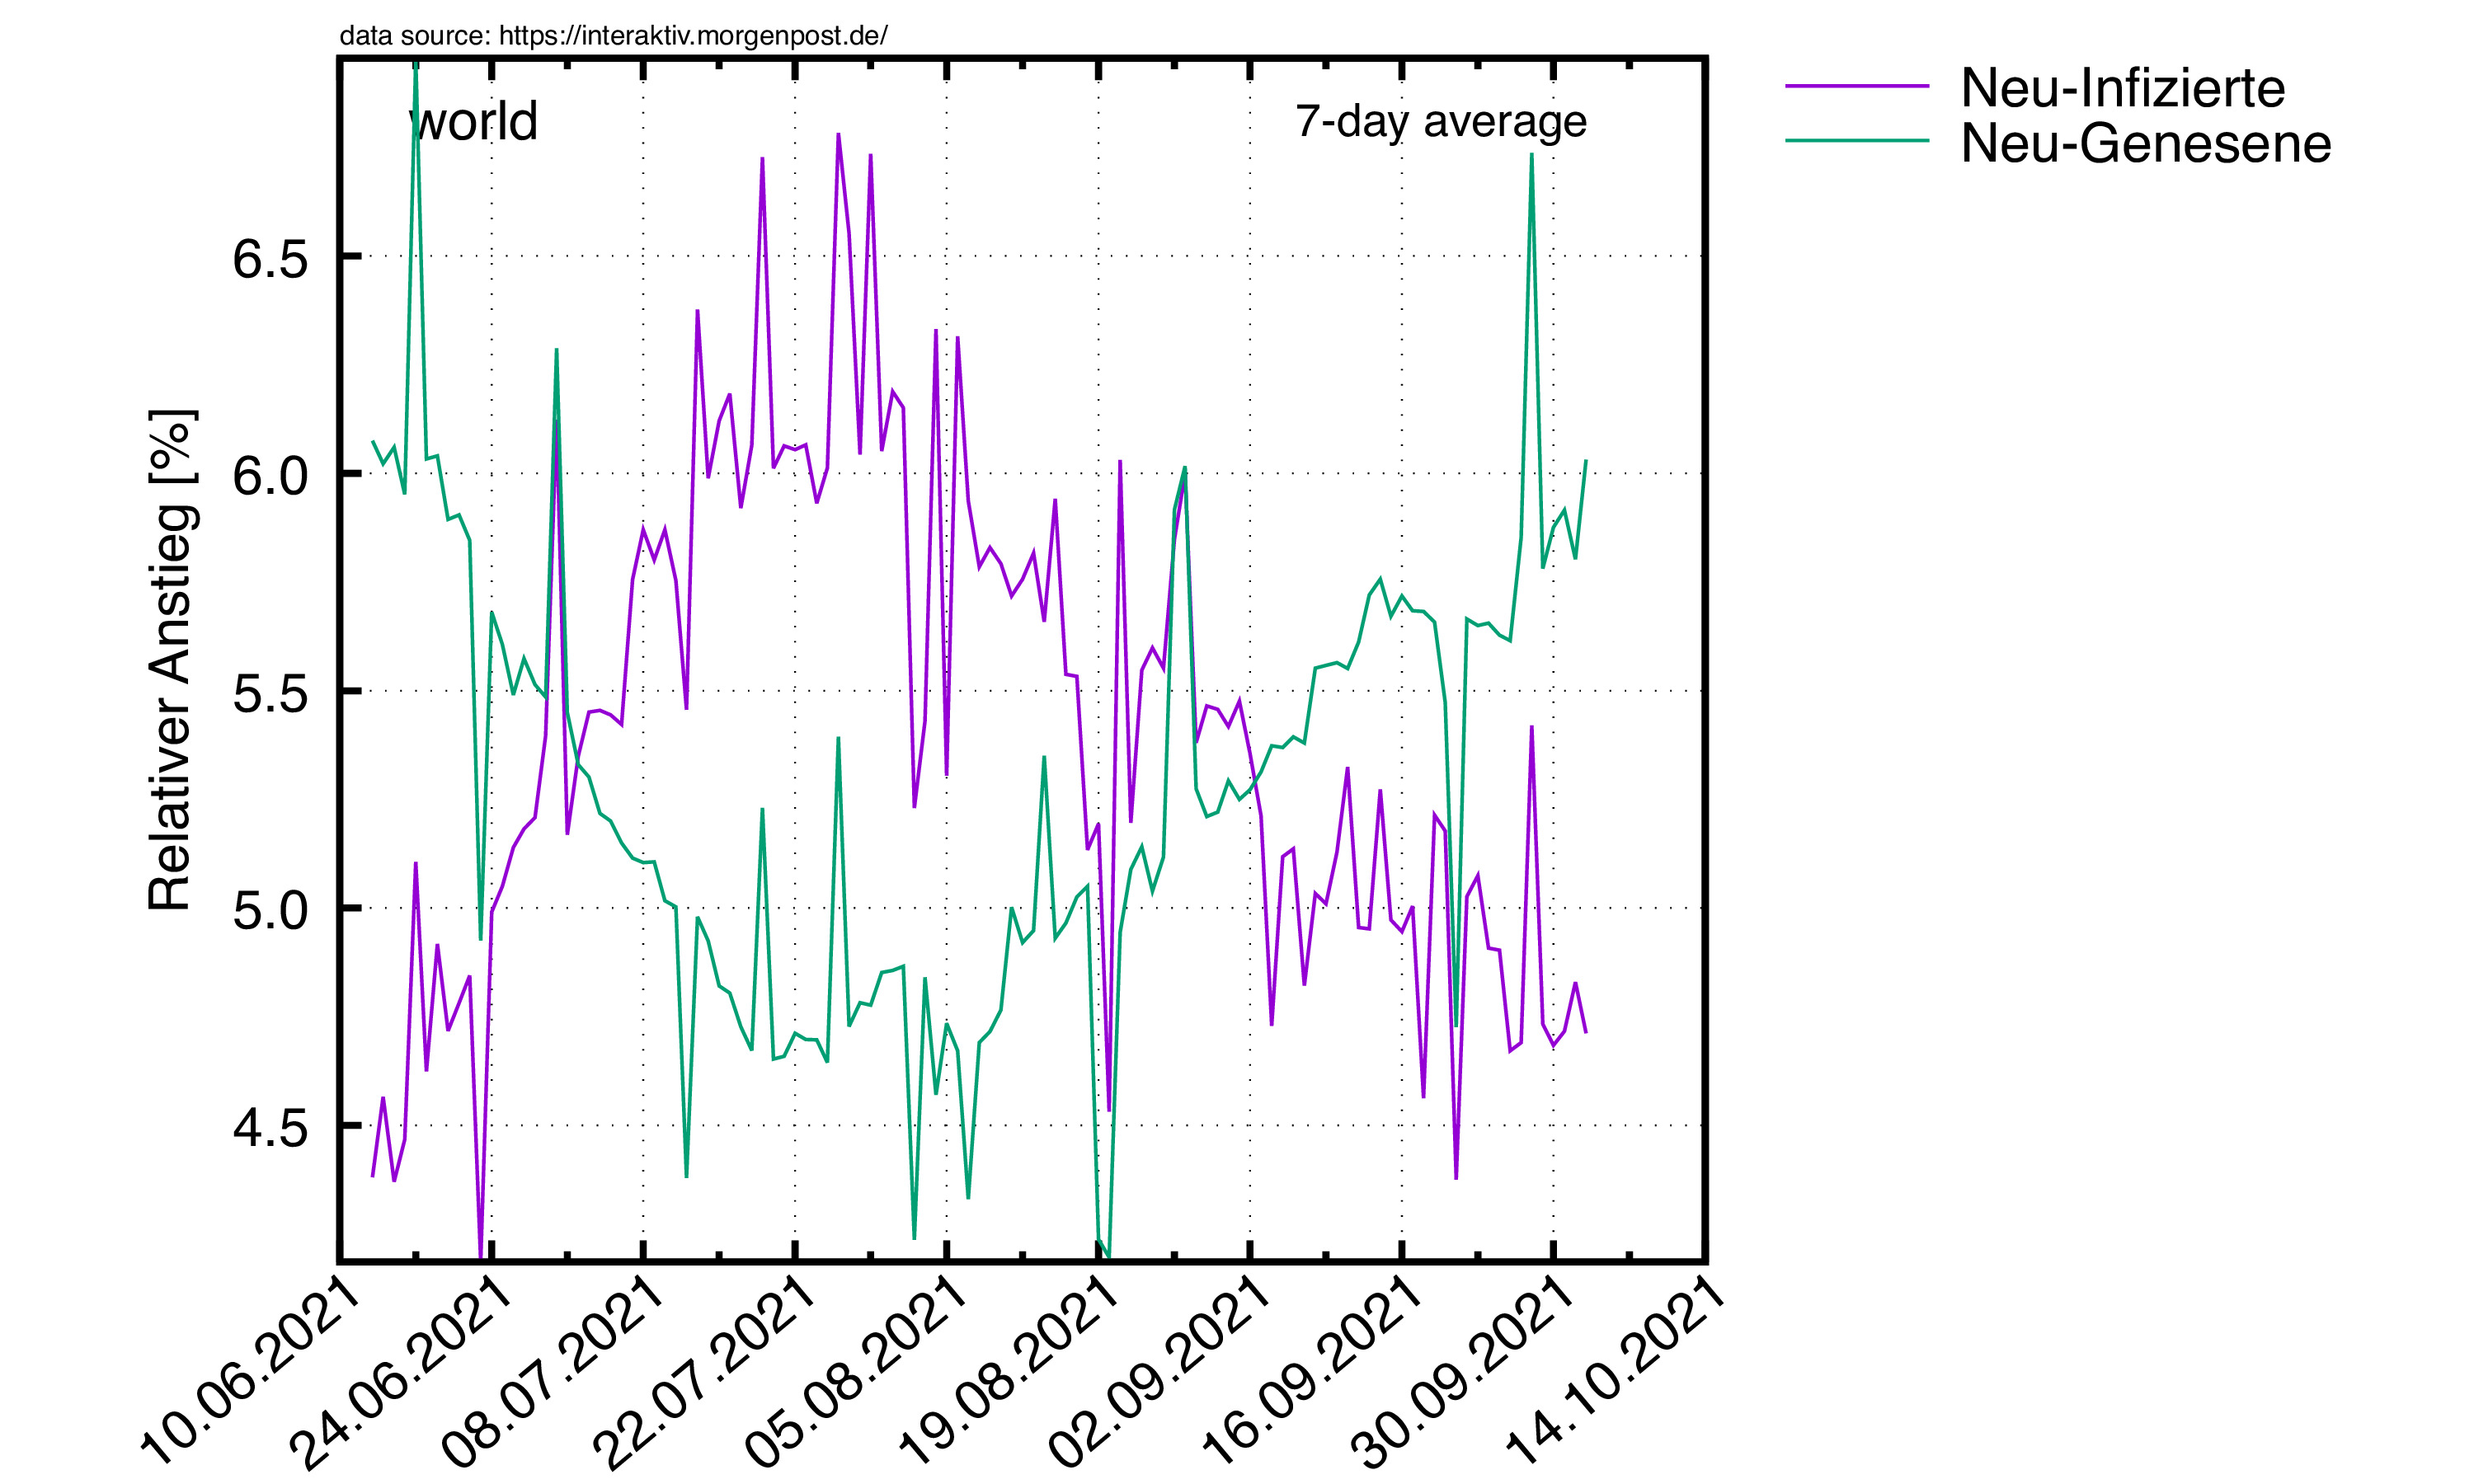 data source: https://interaktiv.morgenpost.de/
world
7-day average
Neu-Infizierte
Neu-Genesene
Relativer Anstieg [%]
6.5
6.0
5.5
5.0
4.5
10.06.2021
24.06.2021
08.07.2021
22.07.2021
05.08.2021
19.08.2021
02.09.2021
16.09.2021
30.09.2021
14.10.2021